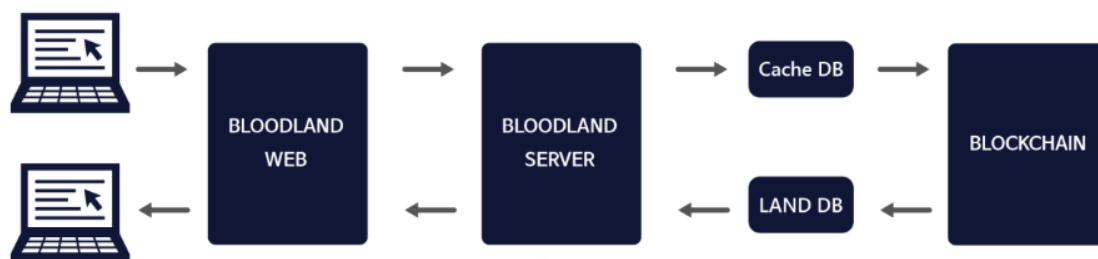 BLOODLAND
WEB
BLOODLAND
SERVER
Cache DB
LAND DB
BLOCKCHAIN